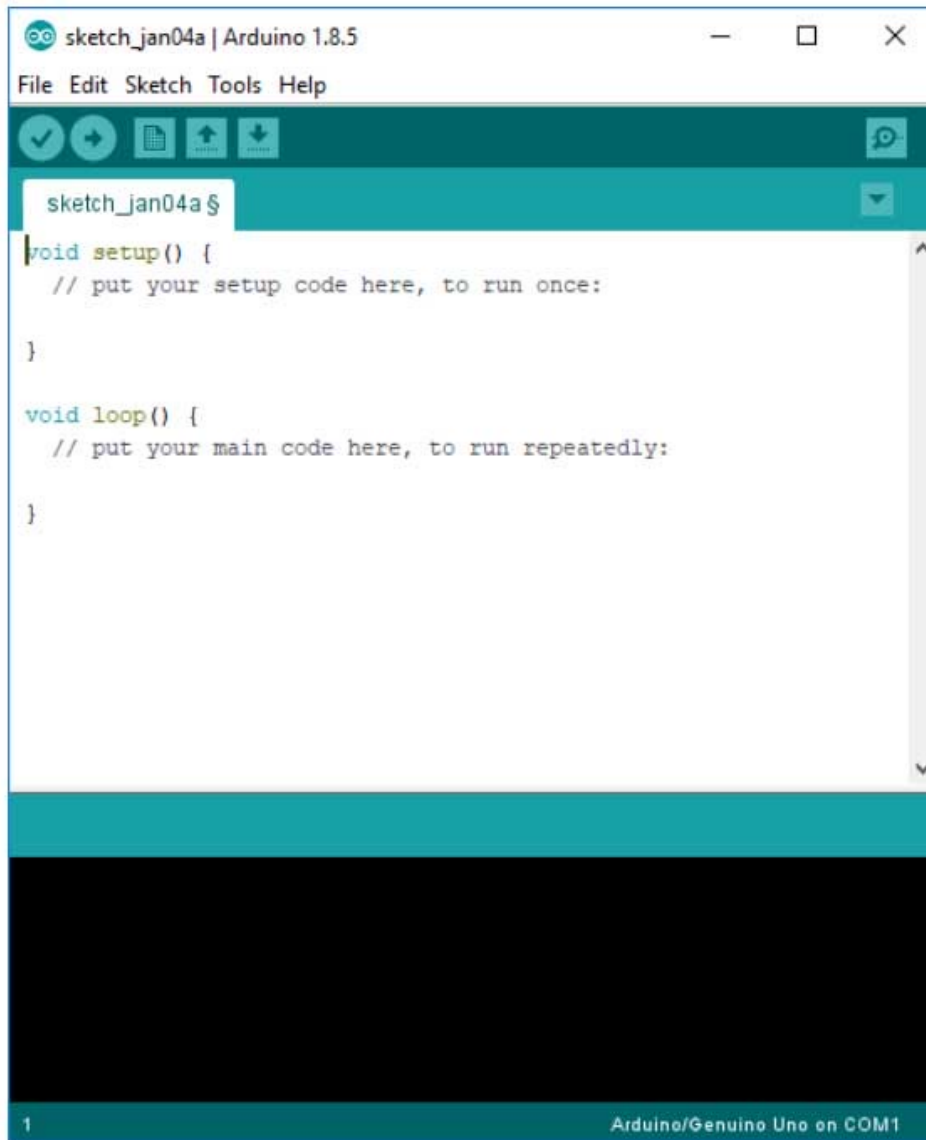 sketch_jan04a | Arduino 1.8.5
File Edit Sketch Tools Help
sketch_jan04a §
void setup() {
  // put your setup code here, to run once:
}
void loop() {
  // put your main code here, to run repeatedly:
}
1 Arduino/Genuino Uno on COM1